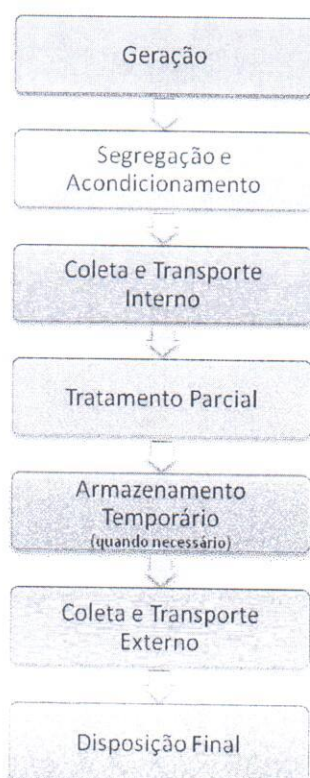 Geração
Segregação e
Acondicionamento
Coleta e Transporte
Interno
Tratamento Parcial
Armazenamento
Temporário
(quando necessário)
Coleta e Transporte
Externo
Disposição Final